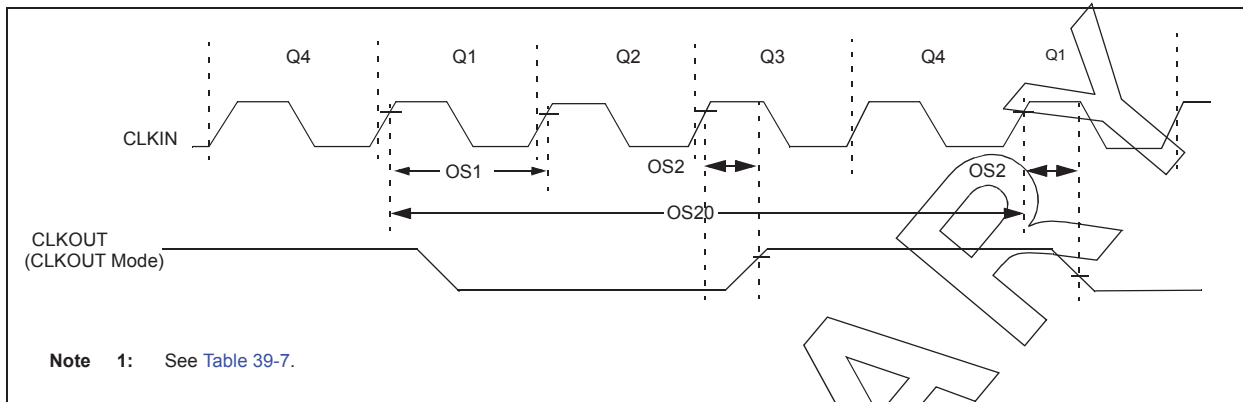 Q4 Q1 Q2 Q3 Q4 Q1
CLKIN
OS1 OS2 OS2
OS20
CLKOUT
(CLKOUT Mode)
Note 1: See Table 39-7.
A R Y